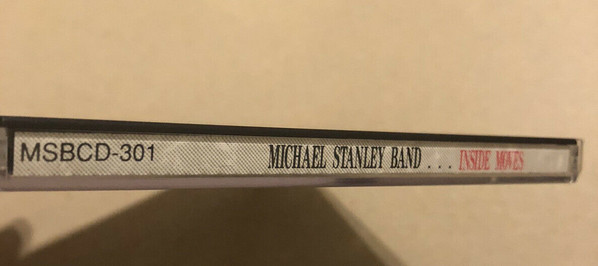 MSBCD-301 MICHAEL STANLEY BAND . . . INSIDE MOVES